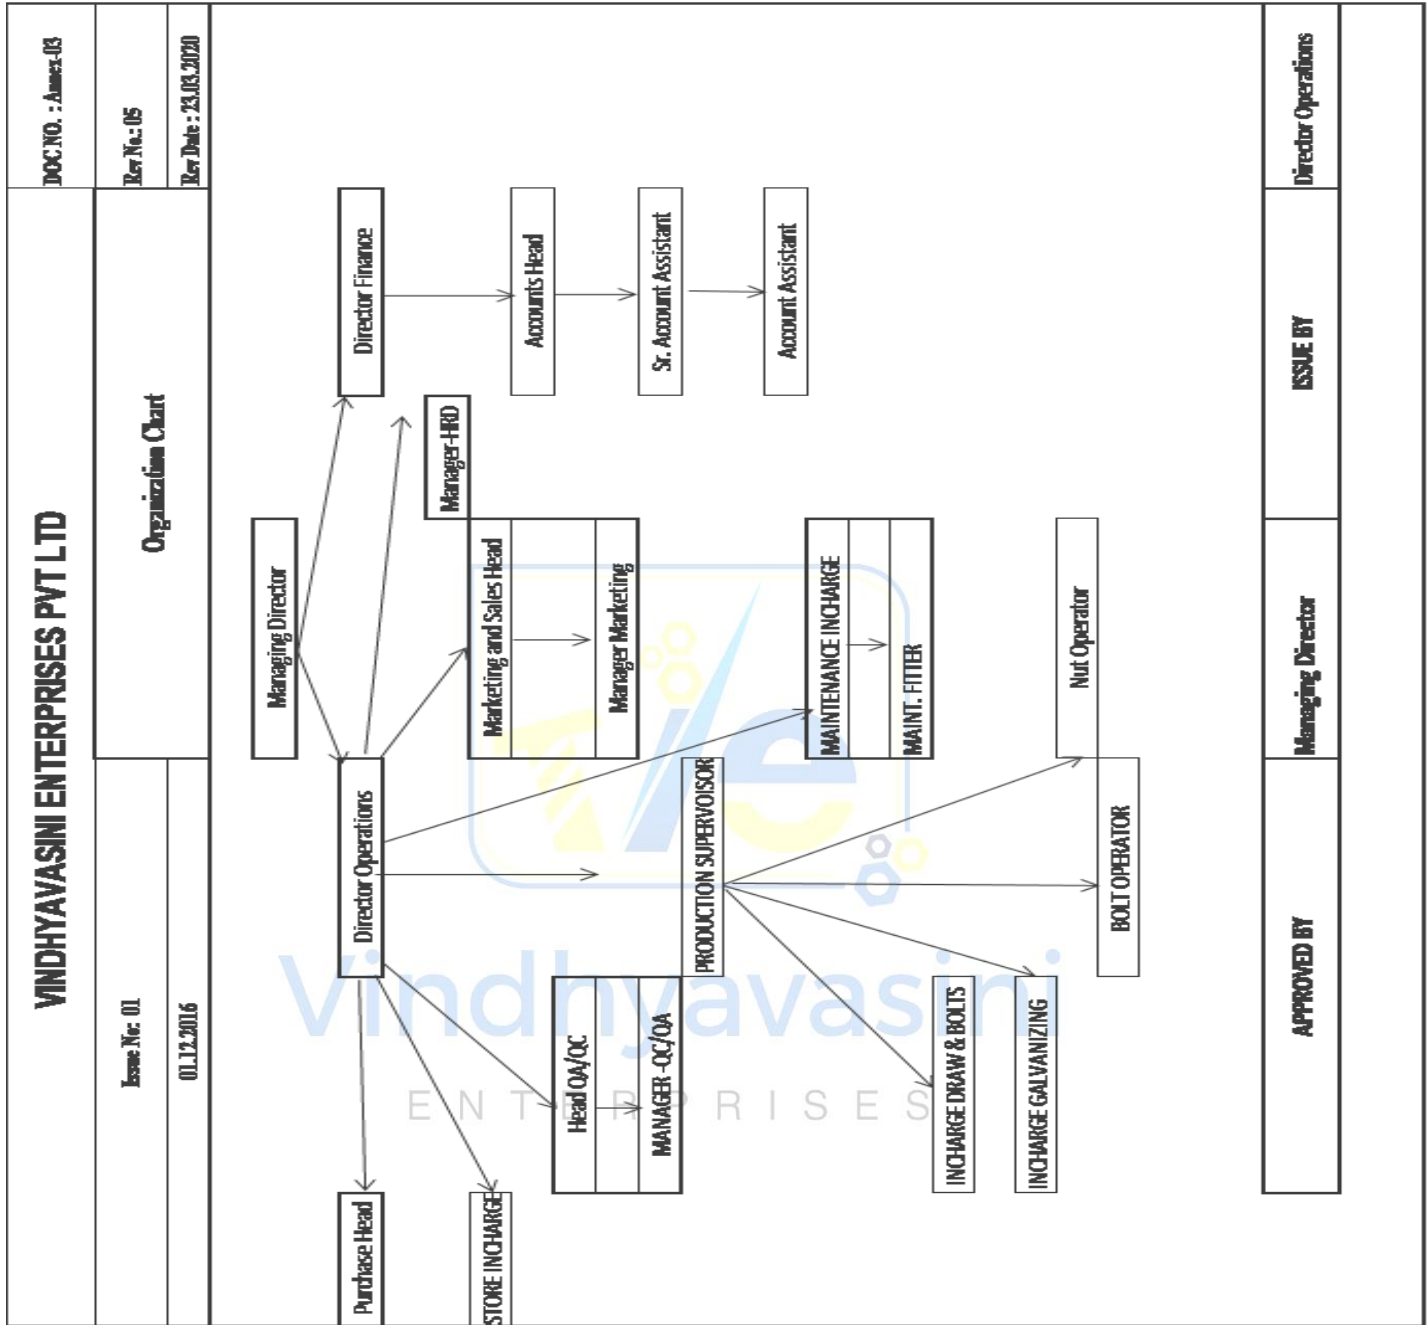 VINDHYAVASINI ENTERPRISES PVT LTD
DOC NO. : Annex-03
Issue No: 01
Organization Chart
Rev No.: 05
01.12.2016
Rev Date : 23.03.2020
Managing Director
Purchase Head
Director Operations
Director Finance
Manager-HRD
STORE INCHARGE
Marketing and Sales Head
Accounts Head
Head QA/QC
Manager Marketing
Sr. Account Assistant
MANAGER -QC/QA
PRODUCTION SUPERVOISOR
Account Assistant
MAINTENANCE INCHARGE
MAINT. FITTER
INCHARGE DRAW & BOLTS
INCHARGE GALVANIZING
Nut Operator
BOLT OPERATOR
Ve
Vindhyavasini
ENTERPRISES
APPROVED BY
Managing Director
ISSUE BY
Director Operations